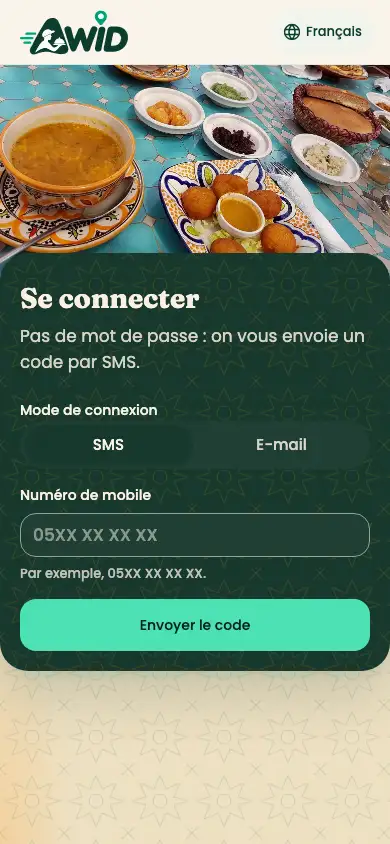 Awid
Français
Se connecter
Pas de mot de passe : on vous envoie un
code par SMS.
Mode de connexion
SMS
E-mail
Numéro de mobile
05XX XX XX XX
Par exemple, 05XX XX XX XX.
Envoyer le code